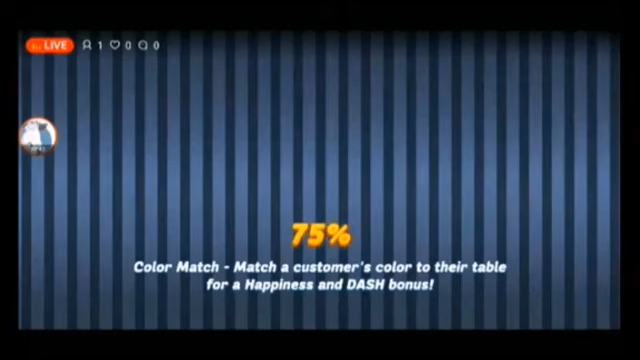 LIVE 1 0 0
75%
Color Match - Match a customer's color to their table
for a Happiness and DASH bonus!